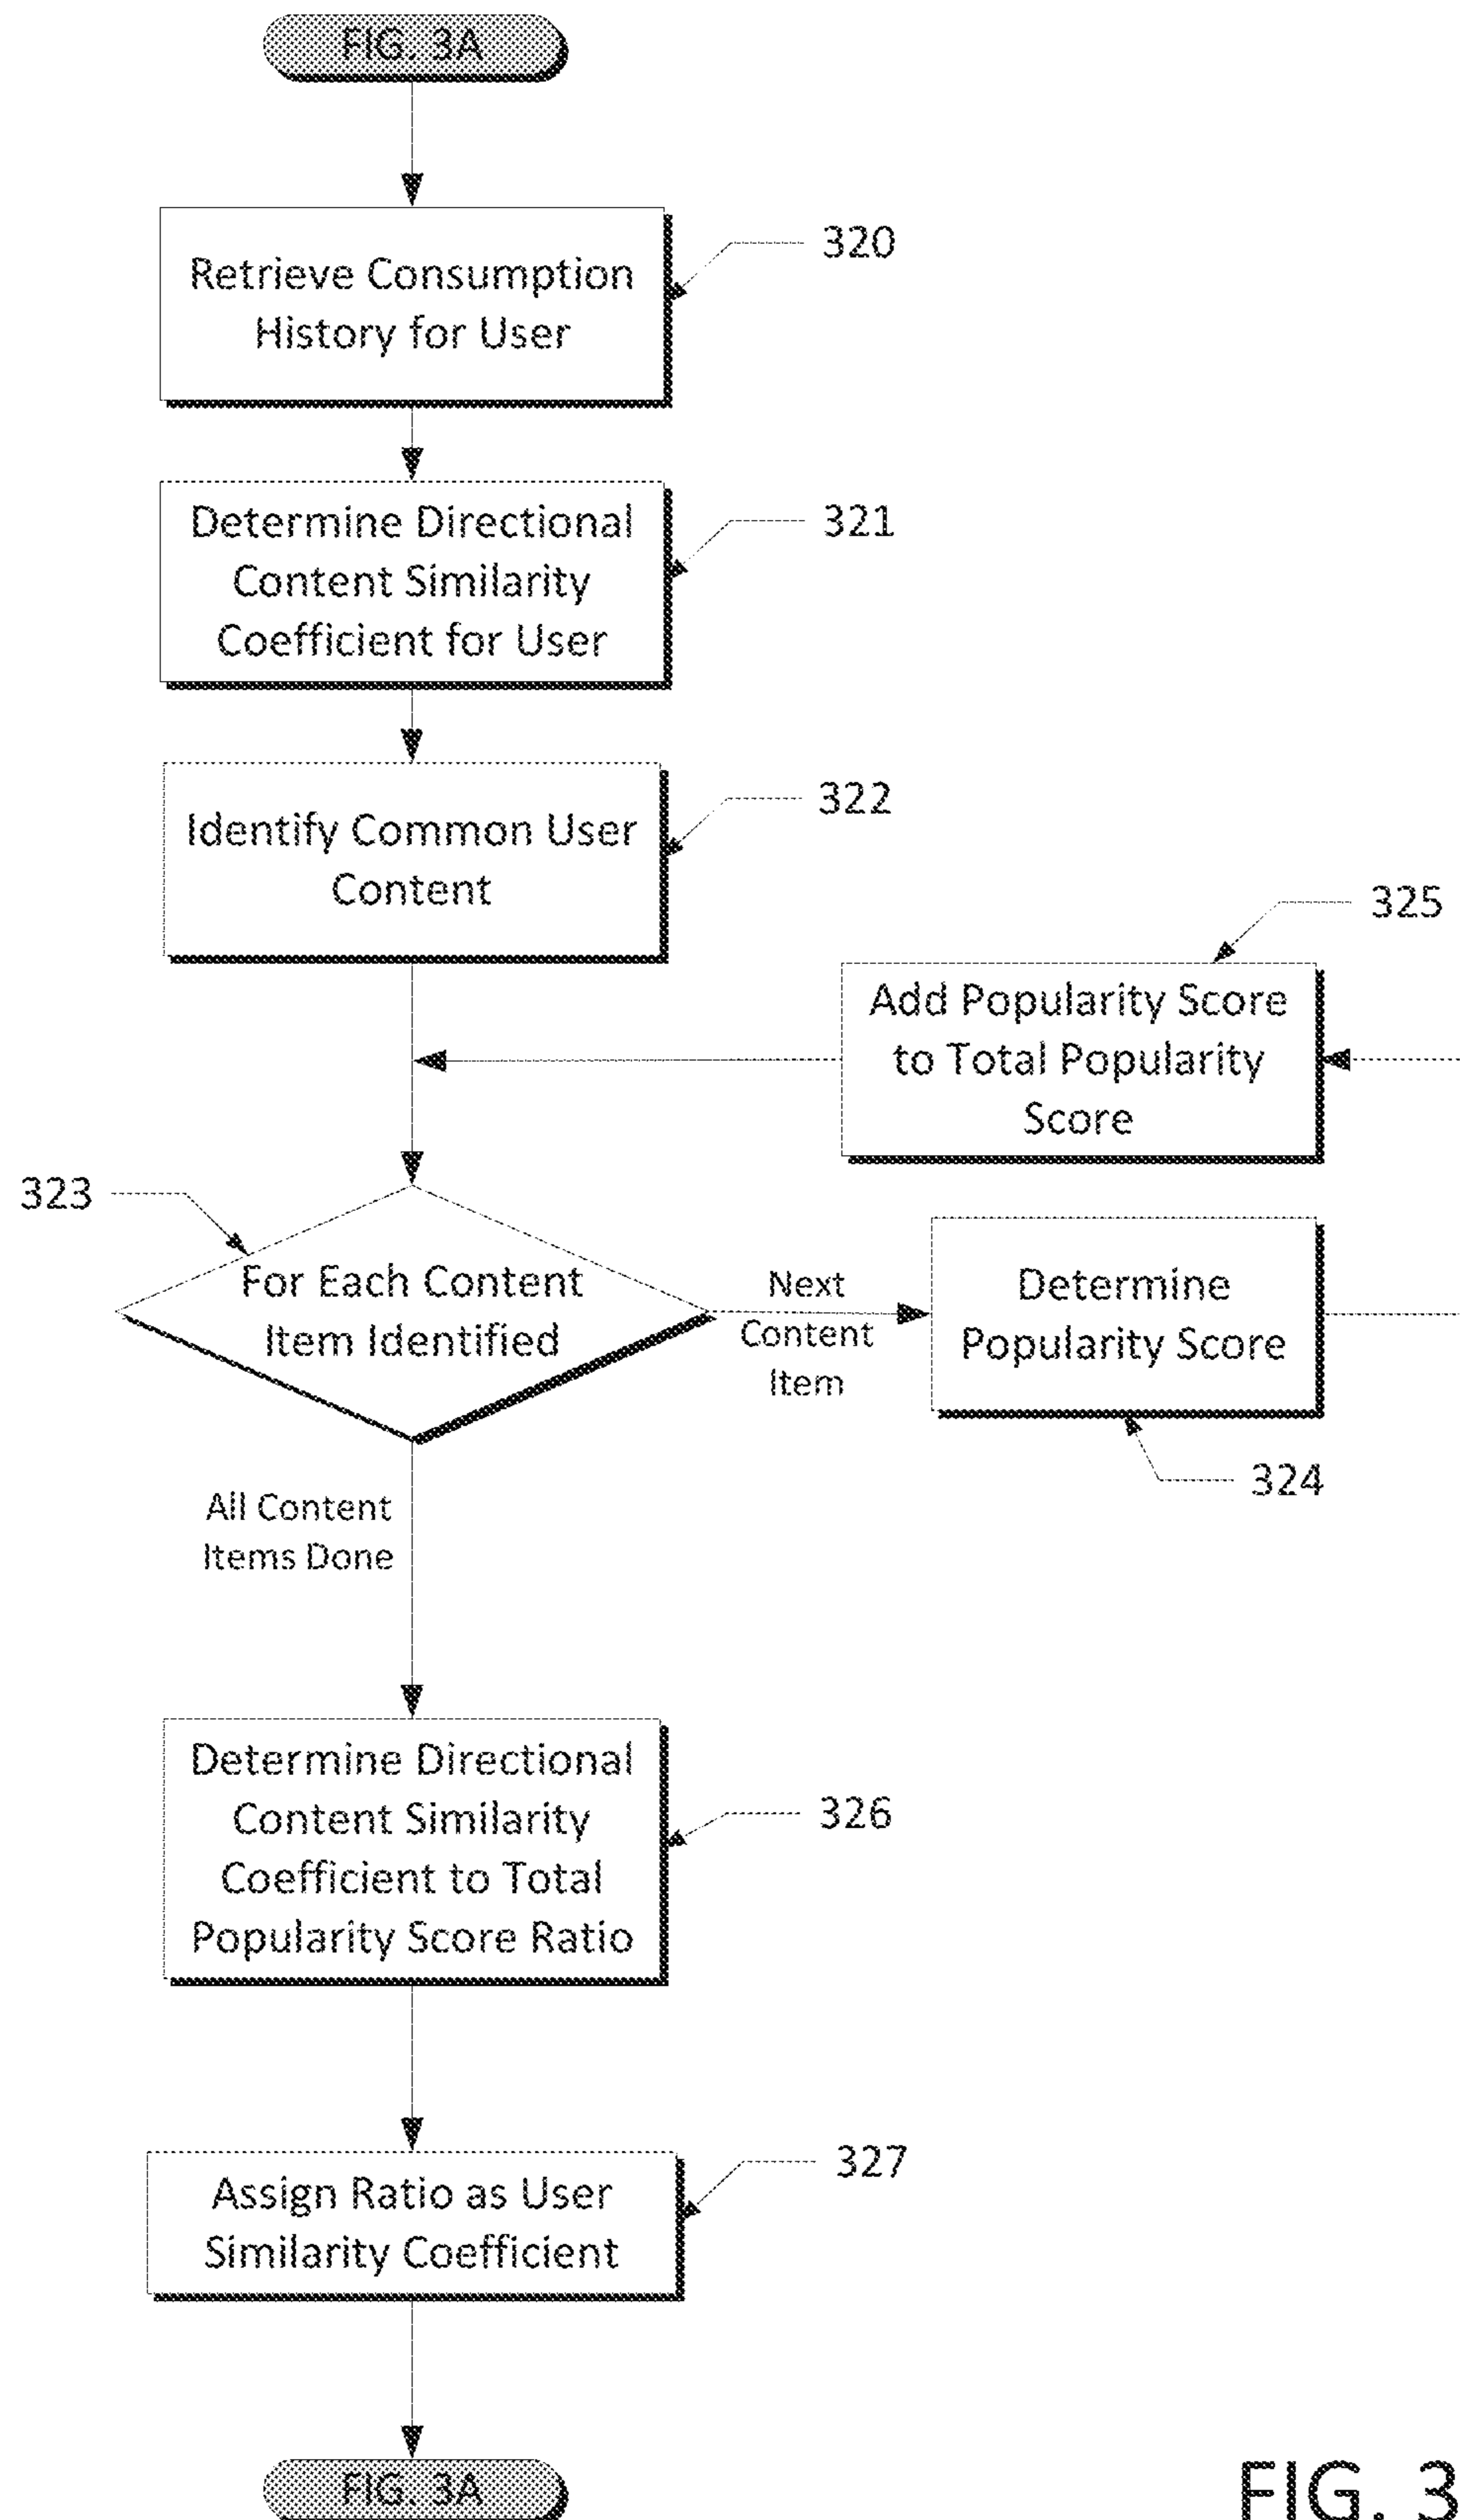 FIG. 3A
Retrieve Consumption
History for User
320
Determine Directional
Content Similarity
Coefficient for User
321
Identify Common User
Content
322
325
Add Popularity Score
to Total Popularity
Score
323
For Each Content
Item Identified
Next
Content
Item
Determine
Popularity Score
324
All Content
Items Done
Determine Directional
Content Similarity
Coefficient to Total
Popularity Score Ratio
326
Assign Ratio as User
Similarity Coefficient
327
FIG. 3A
FIG. 3